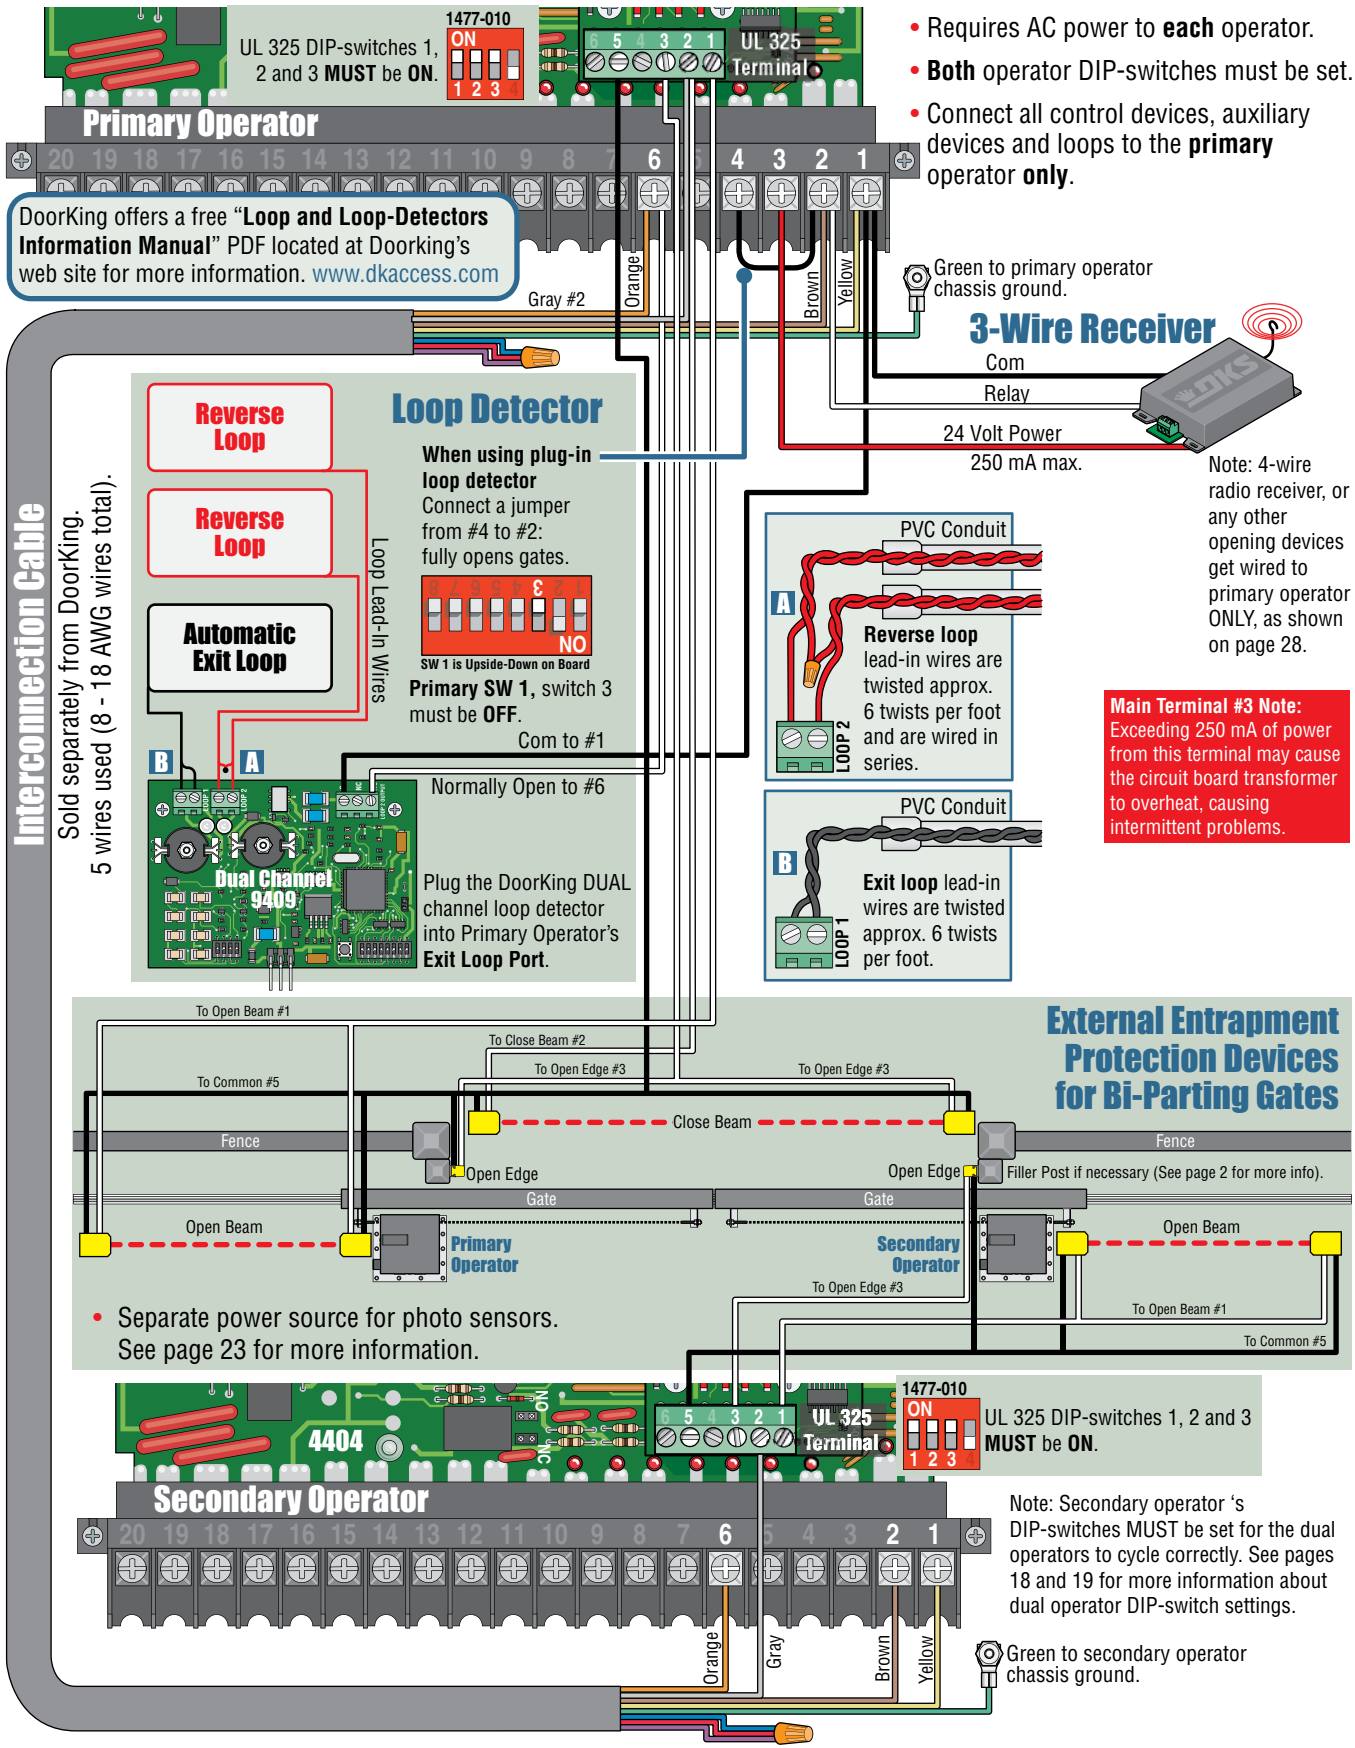 1477-010
UL 325 DIP-switches 1,
2 and 3 MUST be ON.
ON
1 2 3 4
6 5 4 3 2 1
UL 325
Terminal
• Requires AC power to each operator.
• Both operator DIP-switches must be set.
• Connect all control devices, auxiliary
devices and loops to the primary
operator only.
Primary Operator
20 19 18 17 16 15 14 13 12 11 10 9 8 7 6 5 4 3 2 1
DoorKing offers a free “Loop and Loop-Detectors
Information Manual” PDF located at Doorking’s
web site for more information. www.dkaccess.com
Orange
Brown
Yellow
Gray #2
Green to primary operator
chassis ground.
3-Wire Receiver
Com
Relay
24 Volt Power
250 mA max.
DKS
Note: 4-wire
radio receiver, or
any other
opening devices
get wired to
primary operator
ONLY, as shown
on page 28.
Interconnection Cable
Sold separately from DoorKing.
5 wires used (8 - 18 AWG wires total).
Reverse
Loop
Reverse
Loop
Automatic
Exit Loop
Loop Lead-In Wires
Loop Detector
When using plug-in
loop detector
Connect a jumper
from #4 to #2:
fully opens gates.
8 7 6 5 4 3 2 1
ON
SW 1 is Upside-Down on Board
Primary SW 1, switch 3
must be OFF.
Com to #1
Normally Open to #6
B
A
LOOP 1
LOOP 2
NC
LOOP 2 OUTPUT
Dual Channel
9409
Plug the DoorKing DUAL
channel loop detector
into Primary Operator’s
Exit Loop Port.
PVC Conduit
A
Reverse loop
lead-in wires are
twisted approx.
6 twists per foot
and are wired in
series.
LOOP 2
PVC Conduit
B
Exit loop lead-in
wires are twisted
approx. 6 twists
per foot.
LOOP 1
Main Terminal #3 Note:
Exceeding 250 mA of power
from this terminal may cause
the circuit board transformer
to overheat, causing
intermittent problems.
External Entrapment
Protection Devices
for Bi-Parting Gates
To Open Beam #1
To Close Beam #2
To Open Edge #3
To Open Edge #3
To Common #5
Close Beam
Fence
Fence
Open Edge
Open Edge
Filler Post if necessary (See page 2 for more info).
Gate
Gate
Open Beam
Open Beam
Primary
Operator
Secondary
Operator
To Open Edge #3
To Open Beam #1
To Common #5
• Separate power source for photo sensors.
See page 23 for more information.
4404
NO
NC
6 5 4 3 2 1
UL 325
Terminal
1477-010
ON
1 2 3 4
UL 325 DIP-switches 1, 2 and 3
MUST be ON.
Secondary Operator
20 19 18 17 16 15 14 13 12 11 10 9 8 7 6 5 4 3 2 1
Note: Secondary operator ‘s
DIP-switches MUST be set for the dual
operators to cycle correctly. See pages
18 and 19 for more information about
dual operator DIP-switch settings.
Orange
Gray
Brown
Yellow
Green to secondary operator
chassis ground.